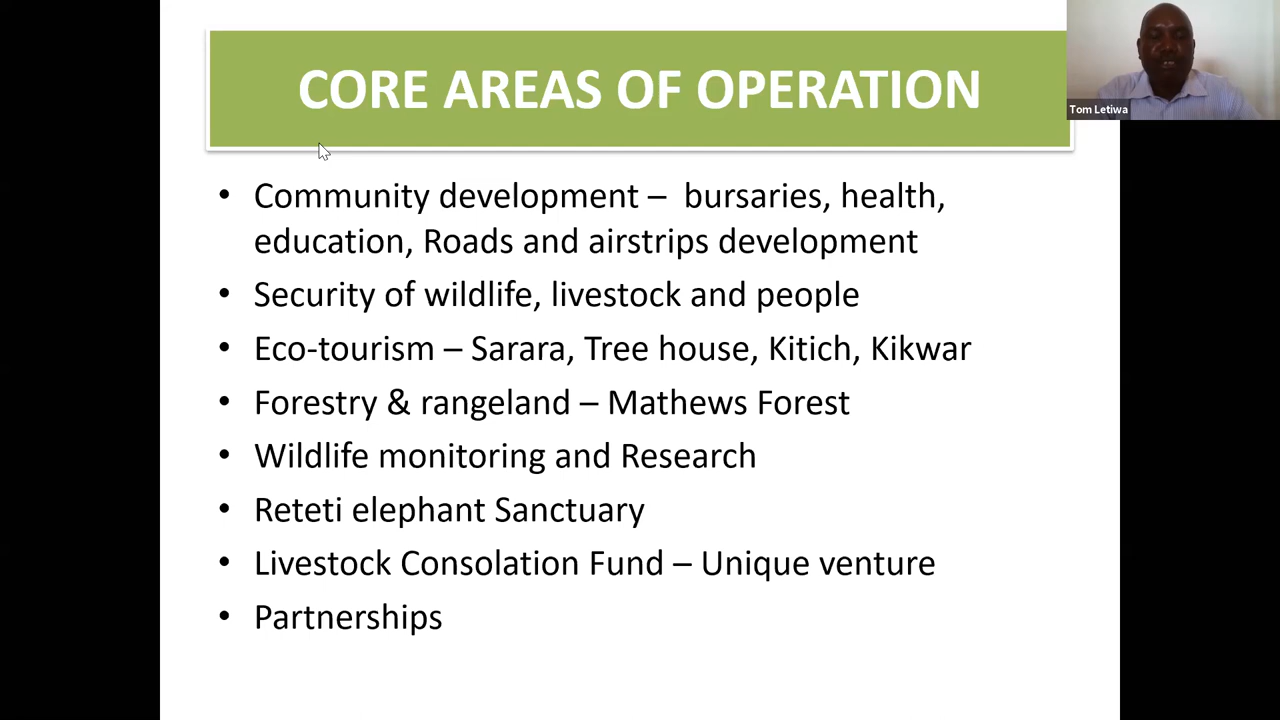 CORE AREAS OF OPERATION
Tom Letiwa
• Community development – bursaries, health,
education, Roads and airstrips development
• Security of wildlife, livestock and people
• Eco-tourism – Sarara, Tree house, Kitich, Kikwar
• Forestry & rangeland – Mathews Forest
• Wildlife monitoring and Research
• Reteti elephant Sanctuary
• Livestock Consolation Fund – Unique venture
• Partnerships